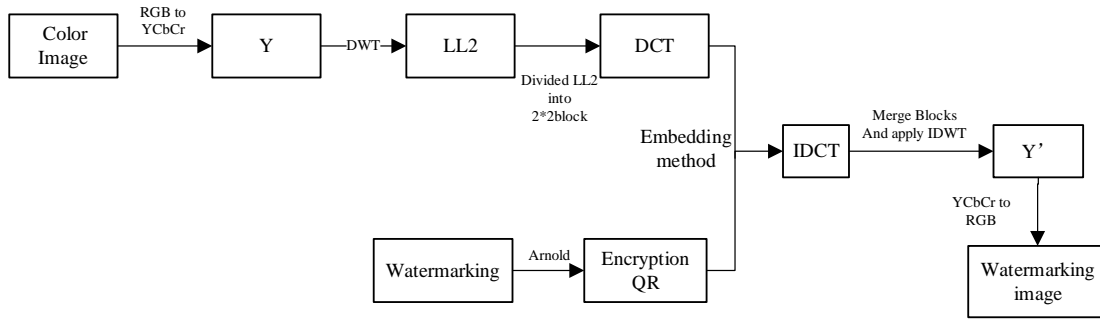 Color
Image
RGB to
YCbCr
Y
DWT
LL2
Divided LL2
into
2*2block
DCT
Embedding
method
Watermarking
Arnold
Encryption
QR
IDCT
Merge Blocks
And apply IDWT
Y’
YCbCr to
RGB
Watermarking
image